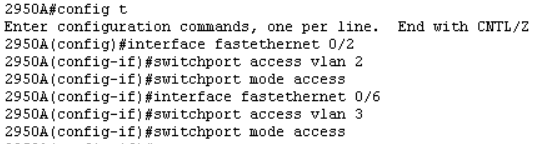 2950A#config t
Enter configuration commands, one per line.  End with CNTL/Z
2950A(config)#interface fastethernet 0/2
2950A(config-if)#switchport access vlan 2
2950A(config-if)#switchport mode access
2950A(config-if)#interface fastethernet 0/6
2950A(config-if)#switchport access vlan 3
2950A(config-if)#switchport mode access